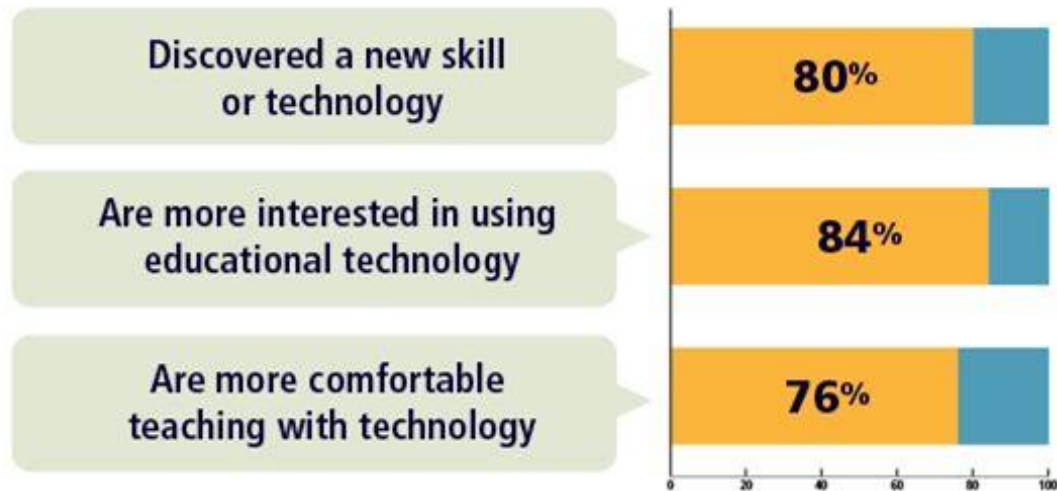 Discovered a new skill
or technology
80%
Are more interested in using
educational technology
84%
Are more comfortable
teaching with technology
76%
0 20 40 60 80 100